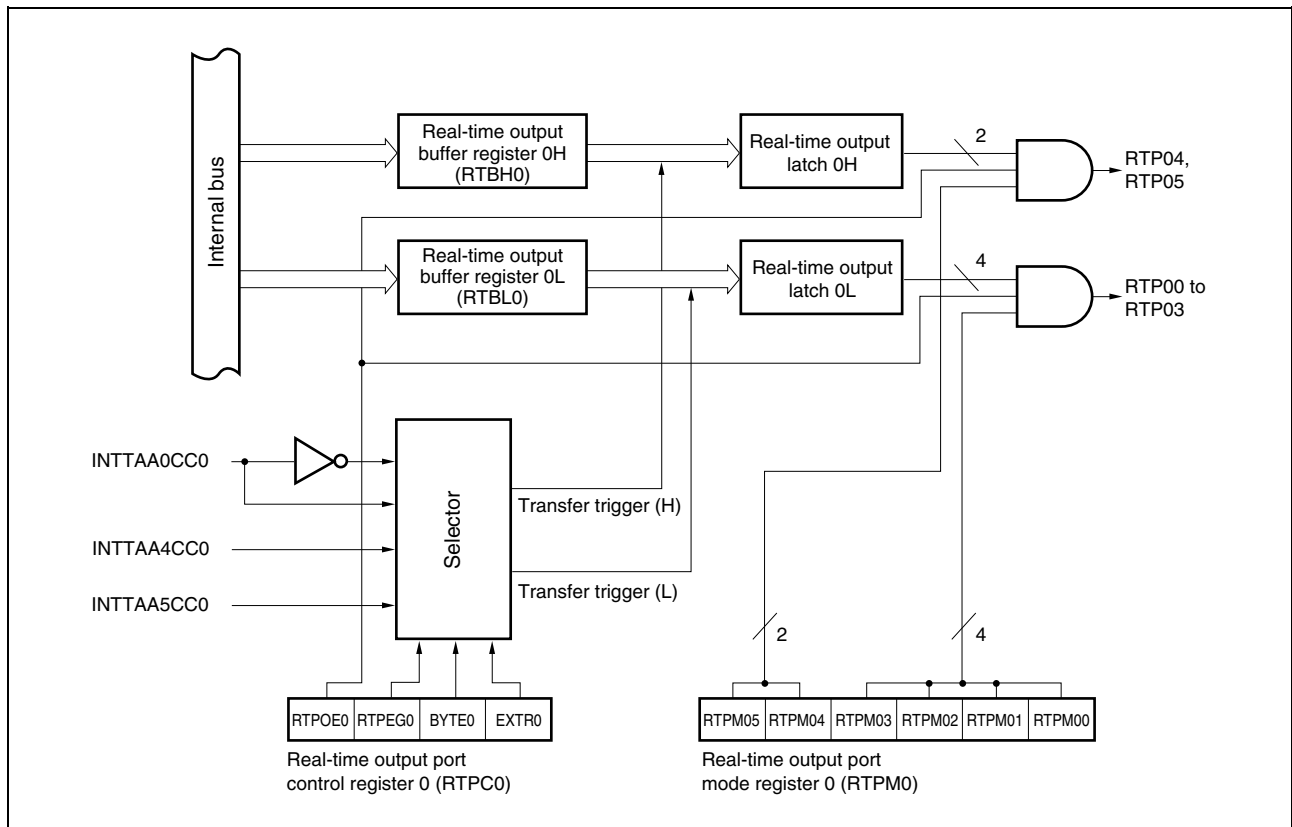 Internal bus
Real-time output
buffer register 0H
(RTBH0)
Real-time output
latch 0H
2
RTP04,
RTP05
Real-time output
buffer register 0L
(RTBL0)
Real-time output
latch 0L
4
RTP00 to
RTP03
INTTAA0CC0
INTTAA4CC0
INTTAA5CC0
Selector
Transfer trigger (H)
Transfer trigger (L)
2
4
RTPOE0 RTPEG0 BYTE0 EXTR0
Real-time output port
control register 0 (RTPC0)
RTPM05 RTPM04 RTPM03 RTPM02 RTPM01 RTPM00
Real-time output port
mode register 0 (RTPM0)